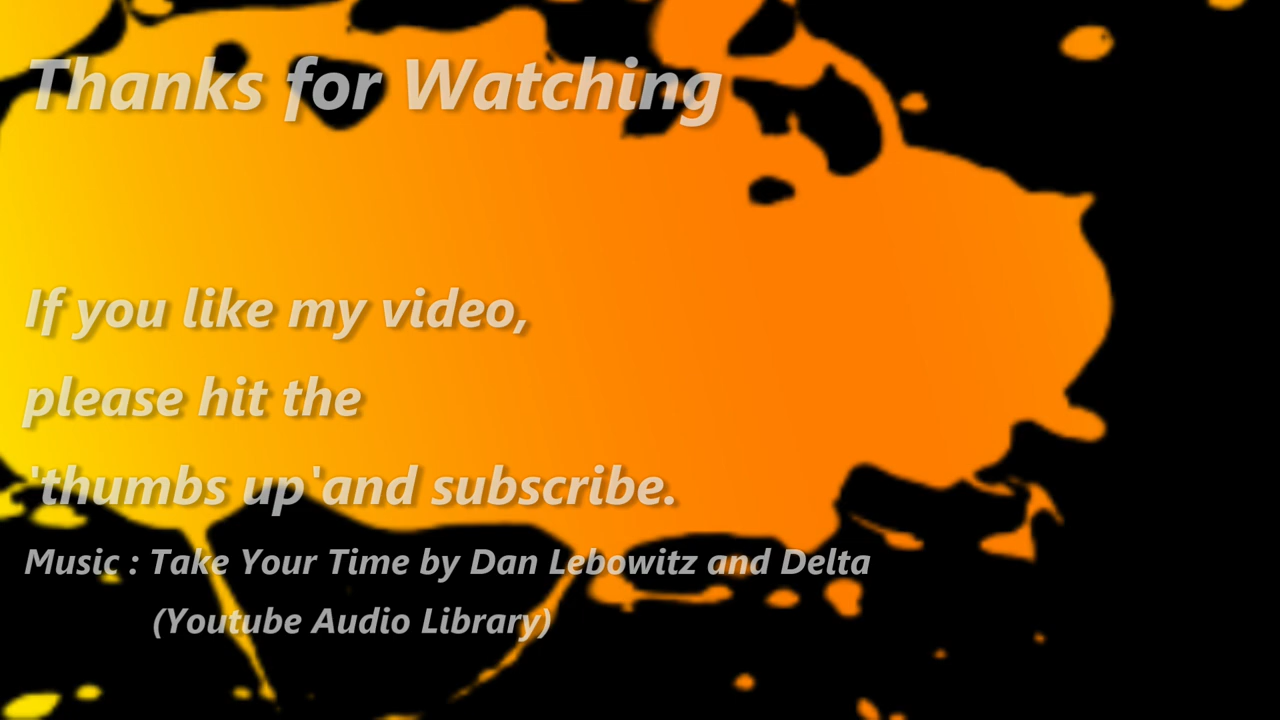 Thanks for Watching
If you like my video,
please hit the
'thumbs up'and subscribe.
Music : Take Your Time by Dan Lebowitz and Delta
(Youtube Audio Library)